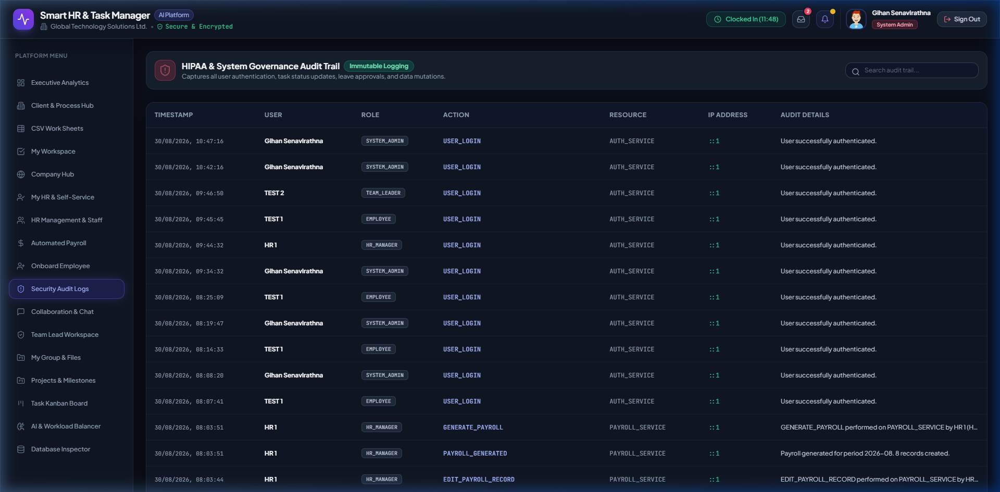 Smart HR & Task Manager AI Platform
Global Technology Solutions Ltd. • Secure & Encrypted
Clocked In (11:48)
2
Gihan Senavirathna
System Admin
Sign Out
PLATFORM MENU
Executive Analytics
Client & Process Hub
CSV Work Sheets
My Workspace
Company Hub
My HR & Self-Service
HR Management & Staff
Automated Payroll
Onboard Employee
Security Audit Logs
Collaboration & Chat
Team Lead Workspace
My Group & Files
Projects & Milestones
Task Kanban Board
AI & Workload Balancer
Database Inspector
HIPAA & System Governance Audit Trail Immutable Logging
Captures all user authentication, task status updates, leave approvals, and data mutations.
Search audit trail...
TIMESTAMP USER ROLE ACTION RESOURCE IP ADDRESS AUDIT DETAILS
30/08/2026, 10:47:16 Gihan Senavirathna SYSTEM_ADMIN USER_LOGIN AUTH_SERVICE ::1 User successfully authenticated.
30/08/2026, 10:42:16 Gihan Senavirathna SYSTEM_ADMIN USER_LOGIN AUTH_SERVICE ::1 User successfully authenticated.
30/08/2026, 09:46:50 TEST 2 TEAM_LEADER USER_LOGIN AUTH_SERVICE ::1 User successfully authenticated.
30/08/2026, 09:45:45 TEST 1 EMPLOYEE USER_LOGIN AUTH_SERVICE ::1 User successfully authenticated.
30/08/2026, 09:44:32 HR 1 HR_MANAGER USER_LOGIN AUTH_SERVICE ::1 User successfully authenticated.
30/08/2026, 09:34:32 Gihan Senavirathna SYSTEM_ADMIN USER_LOGIN AUTH_SERVICE ::1 User successfully authenticated.
30/08/2026, 08:25:09 TEST 1 EMPLOYEE USER_LOGIN AUTH_SERVICE ::1 User successfully authenticated.
30/08/2026, 08:19:47 Gihan Senavirathna SYSTEM_ADMIN USER_LOGIN AUTH_SERVICE ::1 User successfully authenticated.
30/08/2026, 08:14:33 TEST 1 EMPLOYEE USER_LOGIN AUTH_SERVICE ::1 User successfully authenticated.
30/08/2026, 08:08:20 Gihan Senavirathna SYSTEM_ADMIN USER_LOGIN AUTH_SERVICE ::1 User successfully authenticated.
30/08/2026, 08:07:41 TEST 1 EMPLOYEE USER_LOGIN AUTH_SERVICE ::1 User successfully authenticated.
30/08/2026, 08:03:51 HR 1 HR_MANAGER GENERATE_PAYROLL PAYROLL_SERVICE ::1 GENERATE_PAYROLL performed on PAYROLL_SERVICE by HR 1 (H...
30/08/2026, 08:03:51 HR 1 HR_MANAGER PAYROLL_GENERATED PAYROLL_SERVICE ::1 Payroll generated for period 2026-08. 8 records created.
30/08/2026, 08:03:44 HR 1 HR_MANAGER EDIT_PAYROLL_RECORD PAYROLL_SERVICE ::1 EDIT_PAYROLL_RECORD performed on PAYROLL_SERVICE by HR...